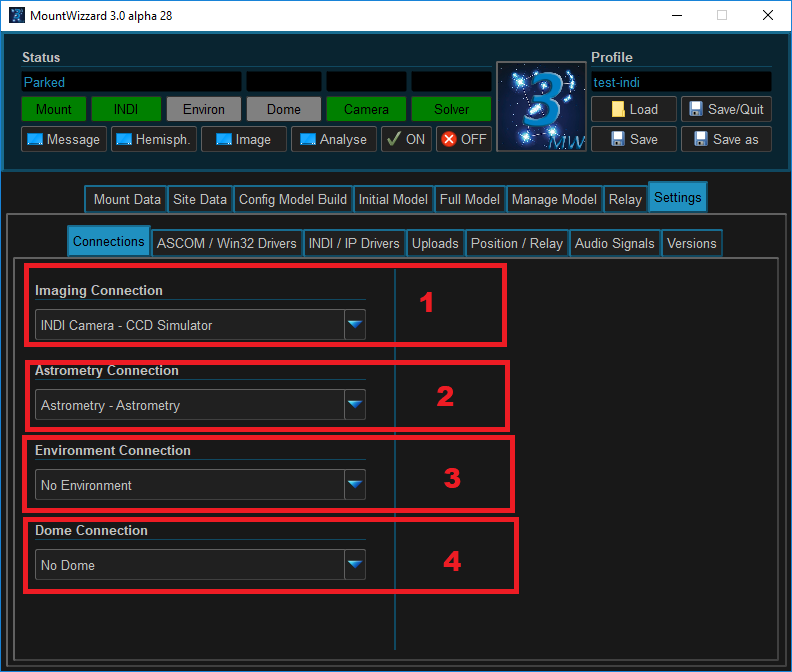 MountWizzard 3.0 alpha 28
Status
Profile
Parked
test-indi
Mount INDI Environ Dome Camera Solver
Load Save/Quit
Message Hemisph. Image Analyse ON OFF
Save Save as
3
MW
Mount Data Site Data Config Model Build Initial Model Full Model Manage Model Relay Settings
Connections ASCOM / Win32 Drivers INDI / IP Drivers Uploads Position / Relay Audio Signals Versions
Imaging Connection
1
INDI Camera - CCD Simulator
Astrometry Connection
2
Astrometry - Astrometry
Environment Connection
3
No Environment
Dome Connection
4
No Dome